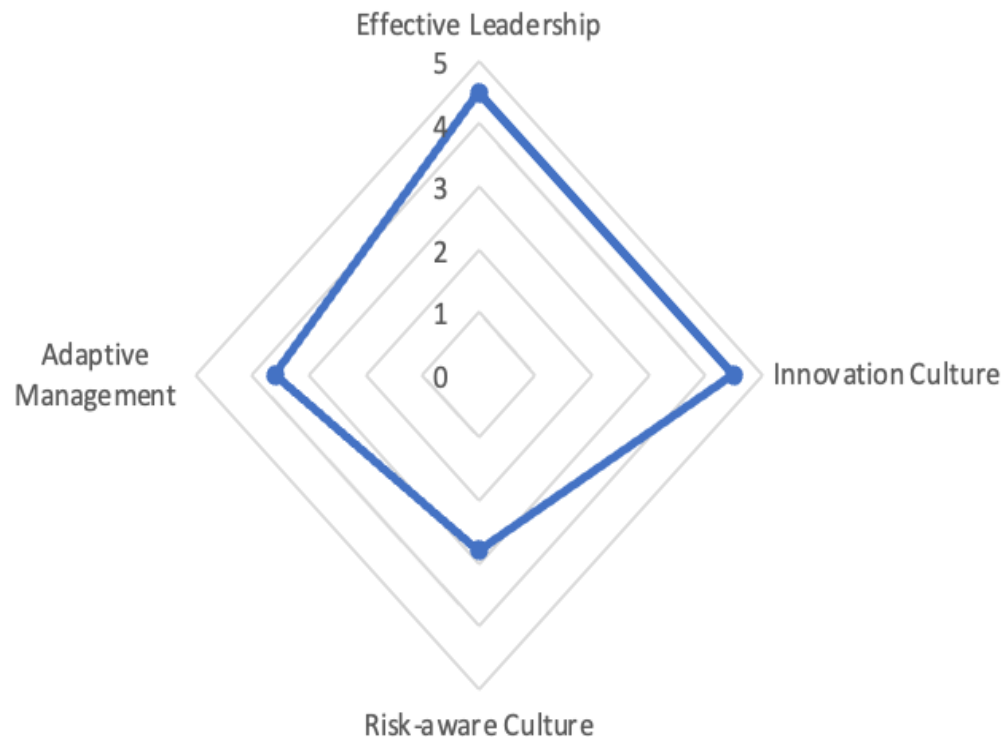 Effective Leadership
5
4
3
2
1
0
Adaptive
Management
Innovation Culture
Risk-aware Culture